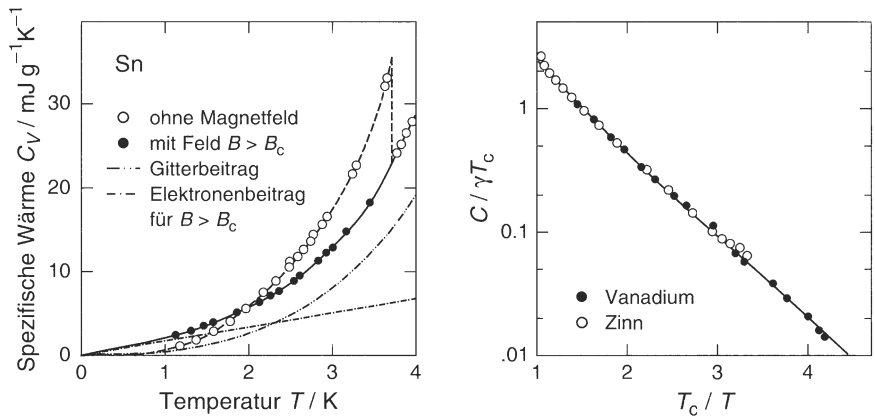 Spezifische Wärme C_V / mJ g⁻¹K⁻¹
30
20
10
0
Sn
ohne Magnetfeld
mit Feld B > B_c
Gitterbeitrag
Elektronenbeitrag
für B > B_c
0 1 2 3 4
Temperatur T / K
C / γT_c
1
0.1
.01
Vanadium
Zinn
1 2 3 4
T_c / T